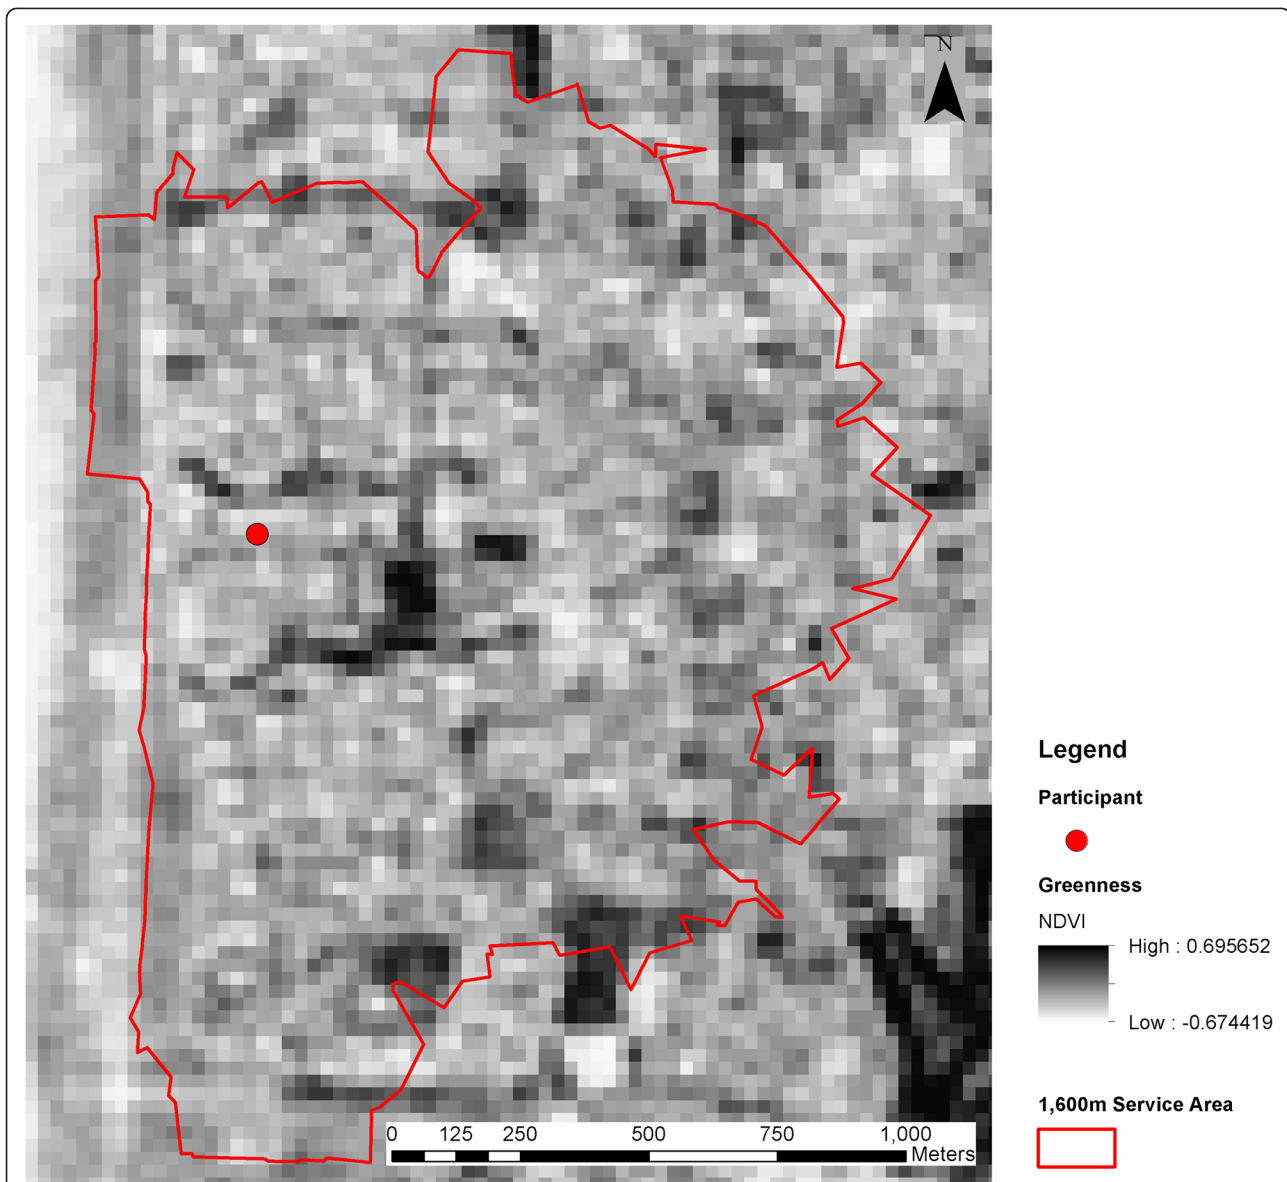 N
Legend
Participant
Greenness
NDVI
High : 0.695652
Low : -0.674419
1,600m Service Area
0 125 250 500 750 1,000
Meters